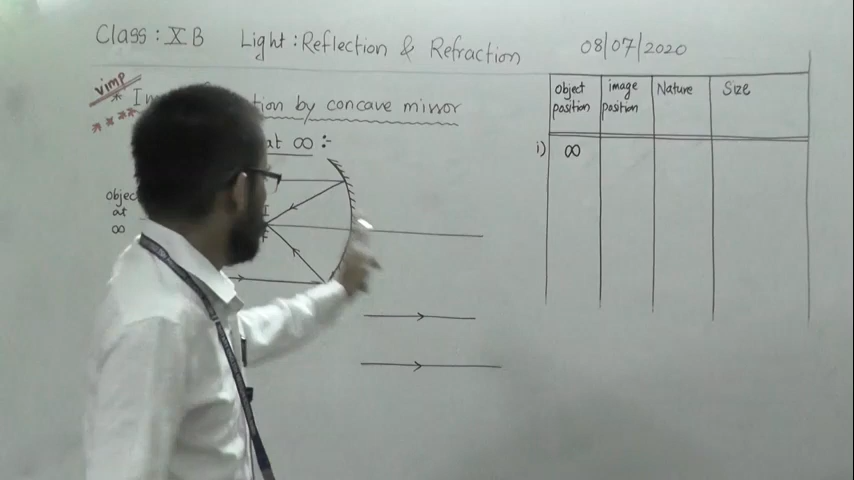 Class : X B Light : Reflection & Refraction 08/07/2020
vimp
* tion by concave mirror
****
at ∞ :-
objec
at
∞
I
F
object position image position Nature Size
i) ∞